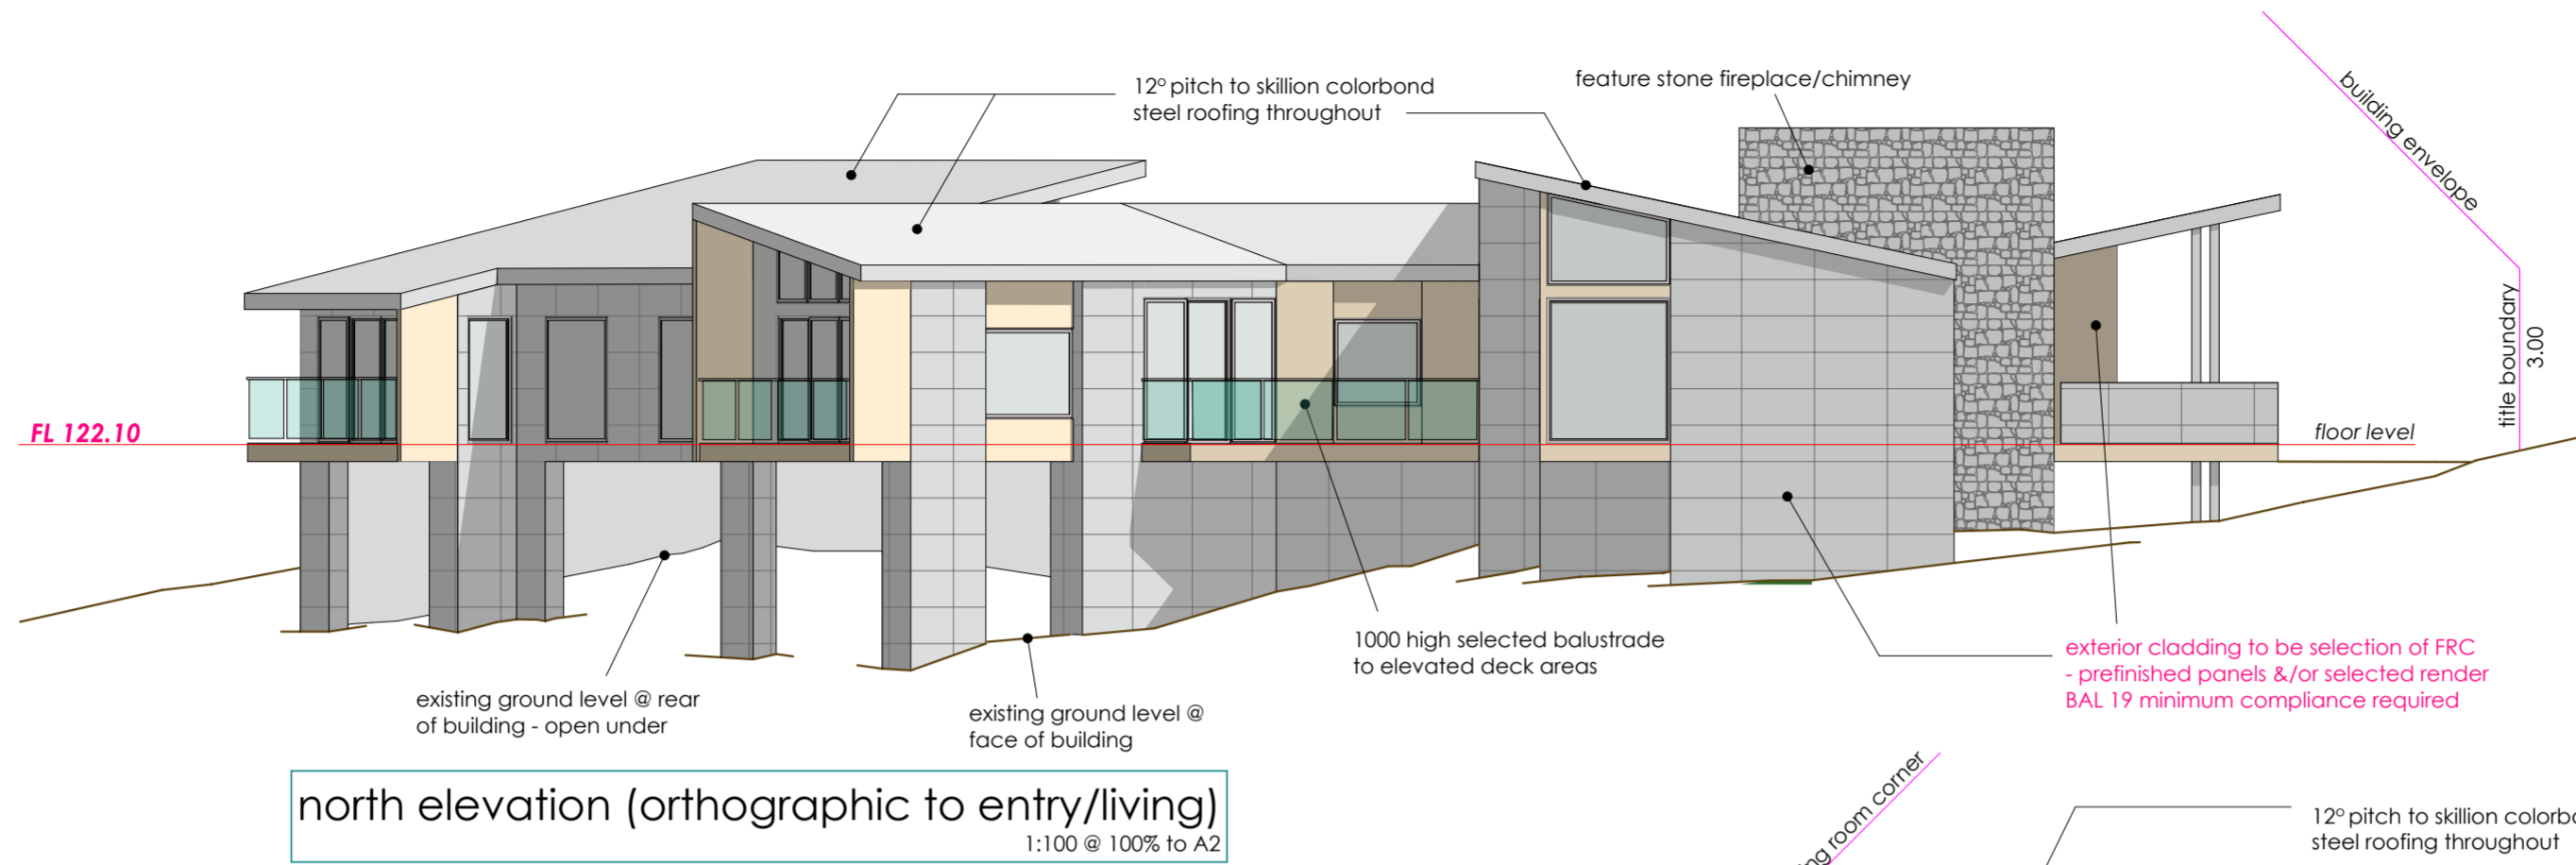 12° pitch to skillion colorbond
steel roofing throughout
feature stone fireplace/chimney
building envelope
title boundary
3.00
FL 122.10
floor level
1000 high selected balustrade
to elevated deck areas
exterior cladding to be selection of FRC
- prefinished panels &/or selected render
BAL 19 minimum compliance required
existing ground level @ rear
of building - open under
existing ground level @
face of building
north elevation (orthographic to entry/living)
1:100 @ 100% to A2
room corner
12° pitch to skillion
steel roofing throughout